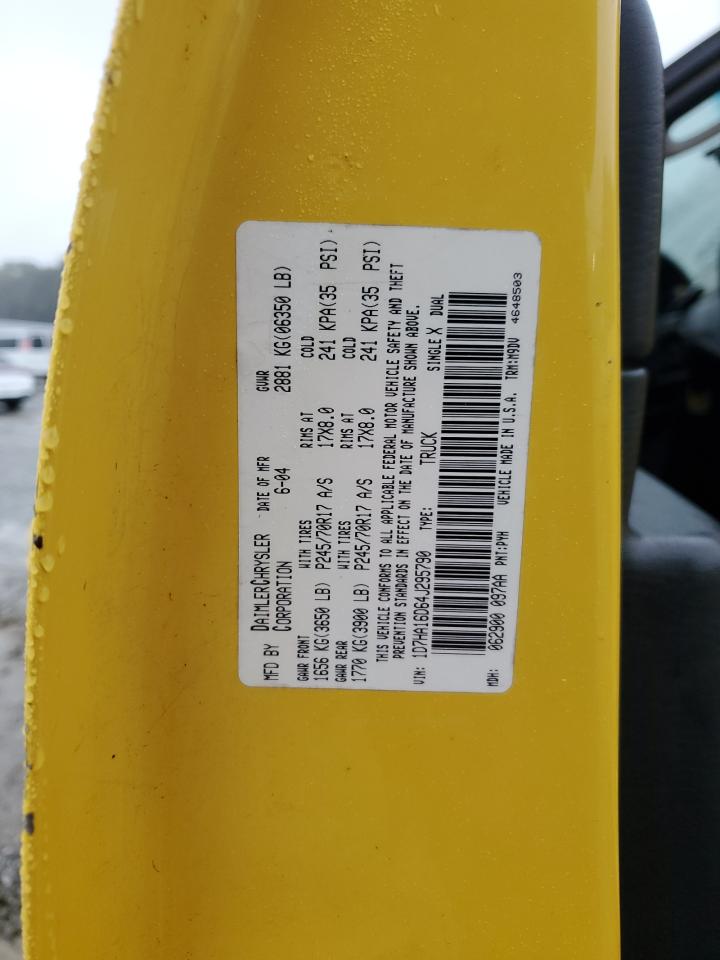 MFD BY DAIMLERCHRYSLER CORPORATION DATE OF MFR 6-04 GVWR 2881 KG(06350 LB)
GAWR FRONT WITH TIRES RIMS AT COLD
1656 KG(3650 LB) P245/70R17 A/S 17X8.0 241 KPA(35 PSI)
GAWR REAR WITH TIRES RIMS AT COLD
1770 KG(3900 LB) P245/70R17 A/S 17X8.0 241 KPA(35 PSI)
THIS VEHICLE CONFORMS TO ALL APPLICABLE FEDERAL MOTOR VEHICLE SAFETY AND THEFT
PREVENTION STANDARDS IN EFFECT ON THE DATE OF MANUFACTURE SHOWN ABOVE.
VIN: 1D7HA16D64J295790 TYPE: TRUCK SINGLE X DUAL
MDH: 062900 097AA PNT:PYH VEHICLE MADE IN U.S.A. TRM:M9DV 4648503